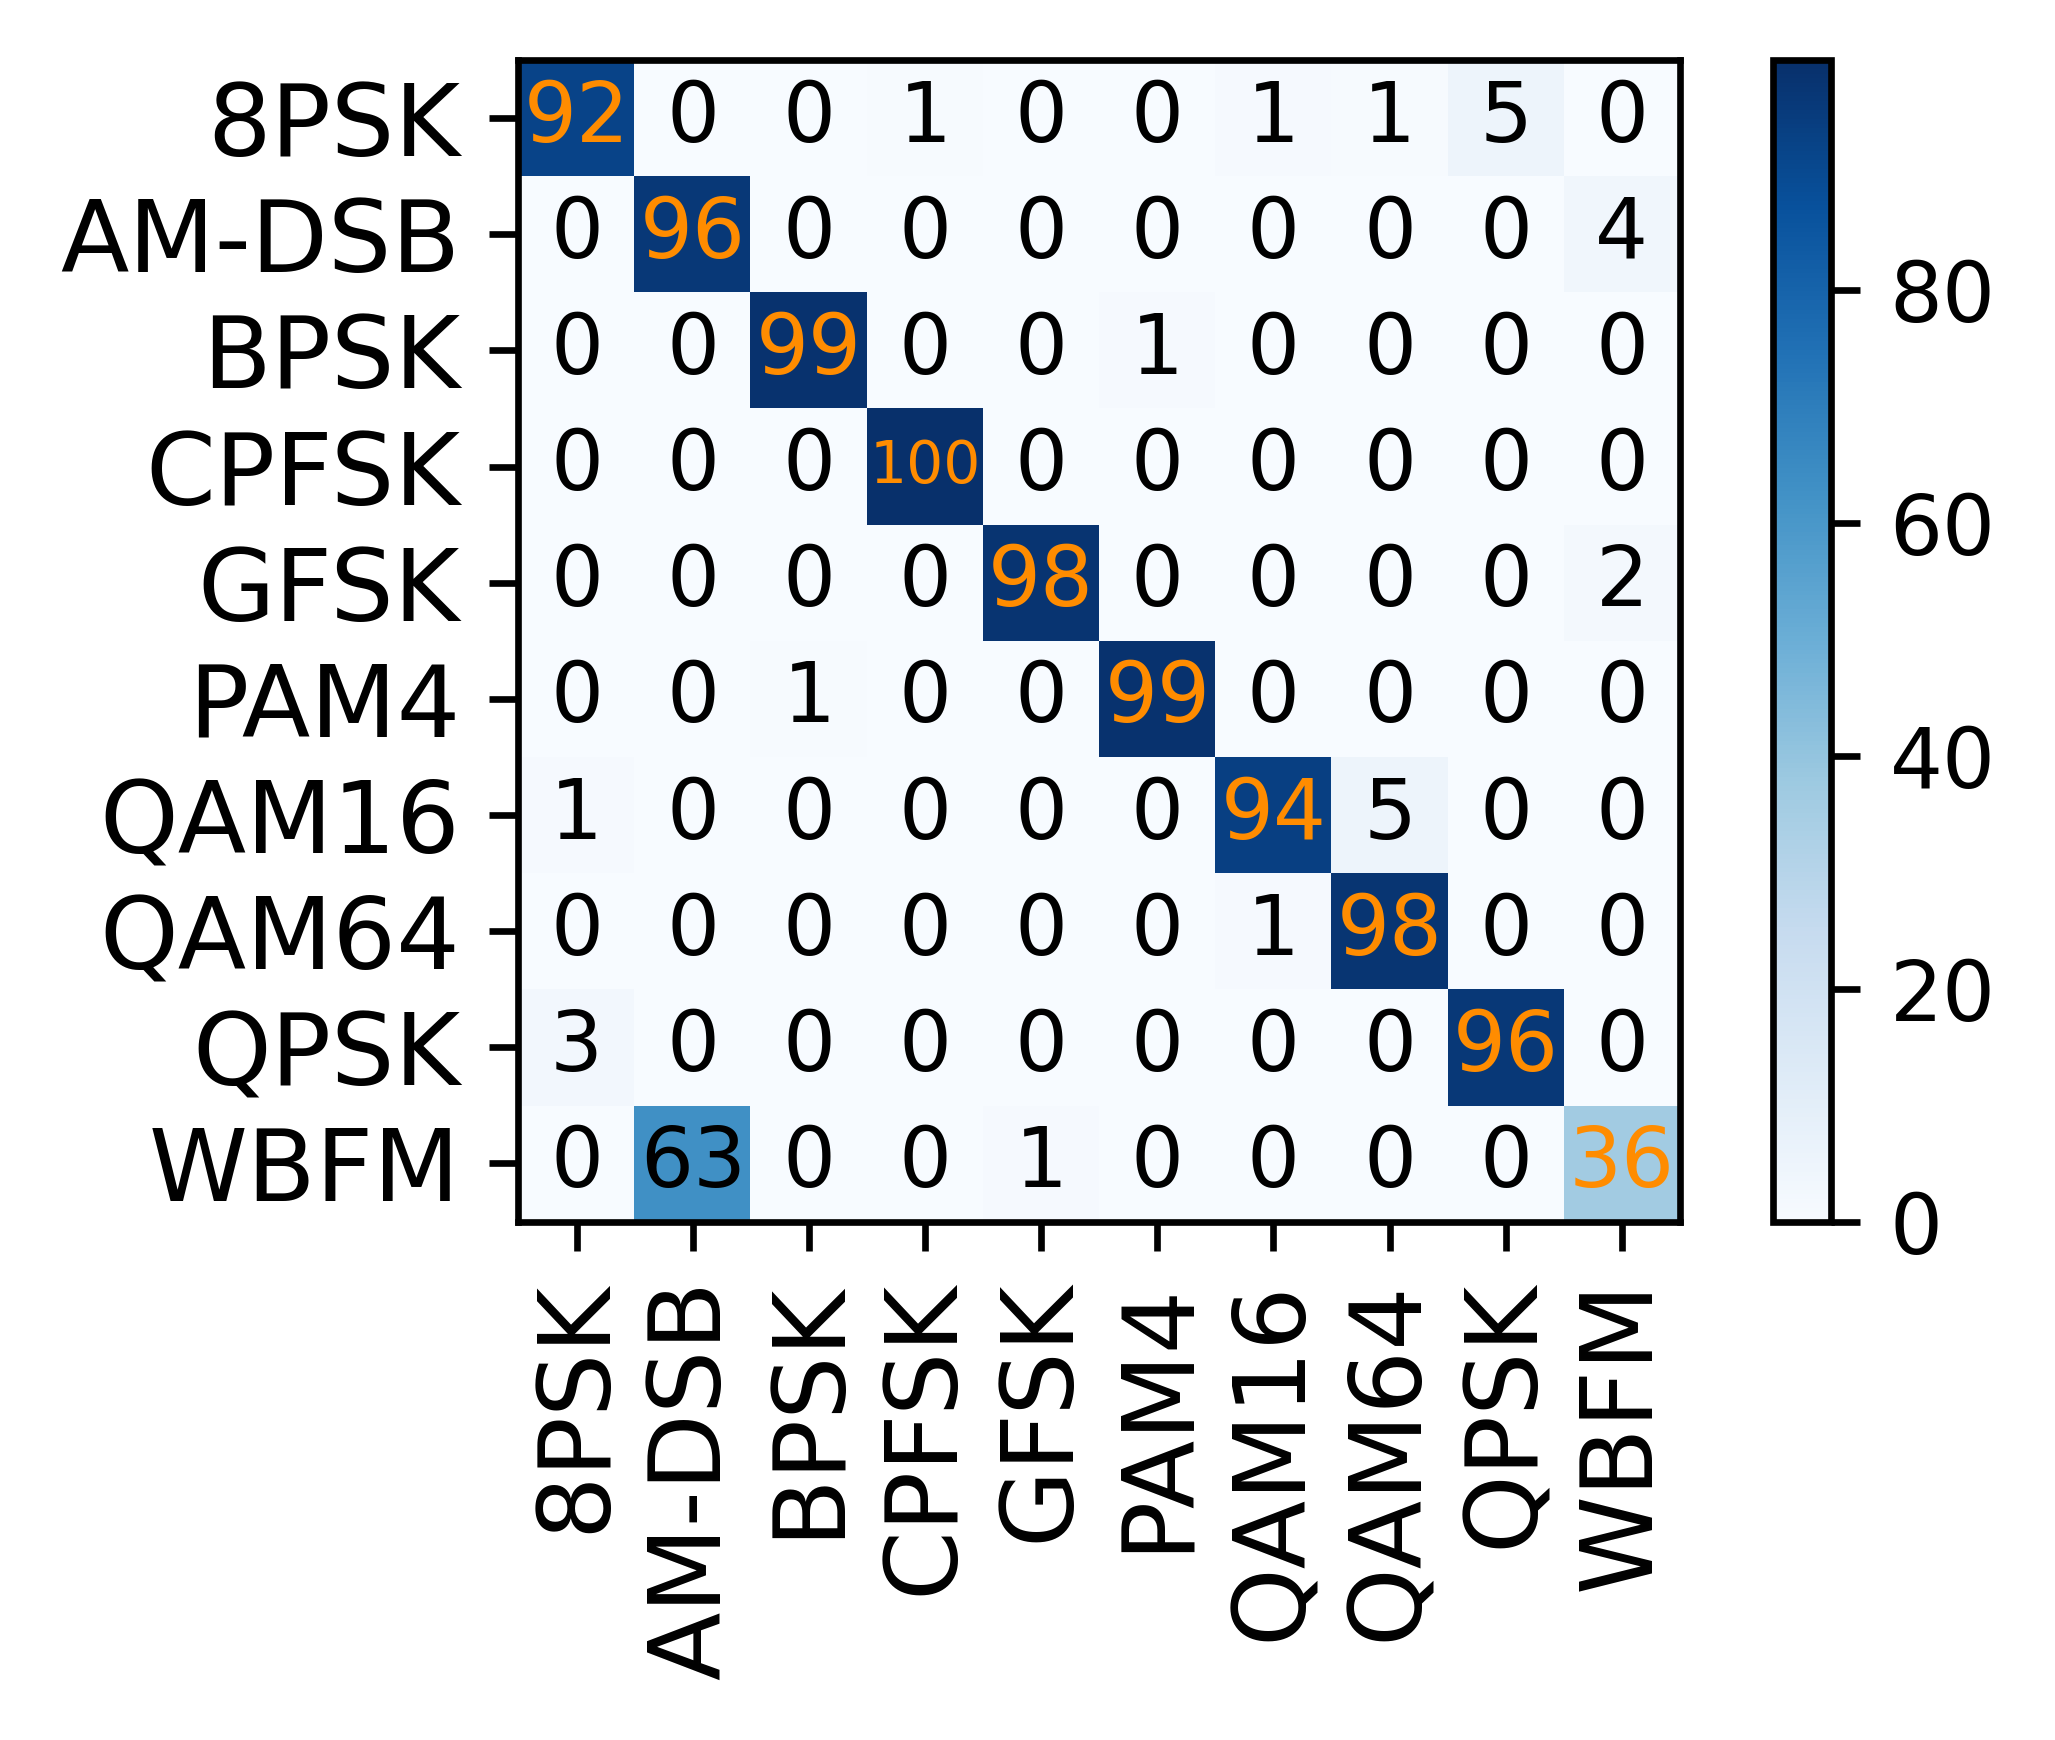 8PSK 92 0 0 1 0 0 1 1 5 0
AM-DSB 0 96 0 0 0 0 0 0 0 4
BPSK 0 0 99 0 0 1 0 0 0 0
CPFSK 0 0 0 100 0 0 0 0 0 0
GFSK 0 0 0 0 98 0 0 0 0 2
PAM4 0 0 1 0 0 99 0 0 0 0
QAM16 1 0 0 0 0 0 94 5 0 0
QAM64 0 0 0 0 0 0 1 98 0 0
QPSK 3 0 0 0 0 0 0 0 96 0
WBFM 0 63 0 0 1 0 0 0 0 36
8PSK
AM-DSB
BPSK
CPFSK
GFSK
PAM4
QAM16
QAM64
QPSK
WBFM
80
60
40
20
0